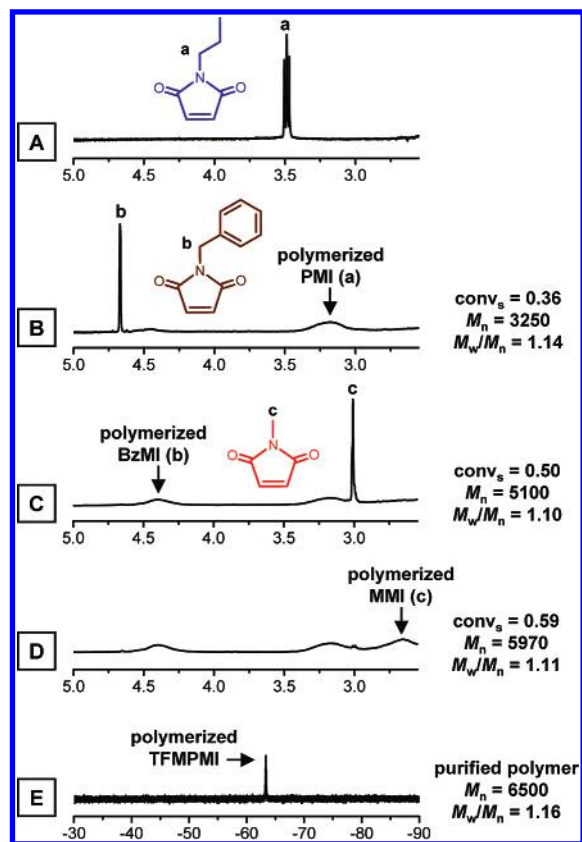 a
a
N
O
O
A
5.0 4.5 4.0 3.5 3.0
b
b
N
O
O
polymerized
PMI (a)
conv_s = 0.36
M_n = 3250
M_w/M_n = 1.14
B
5.0 4.5 4.0 3.5 3.0
c
c
N
O
O
polymerized
BzMI (b)
conv_s = 0.50
M_n = 5100
M_w/M_n = 1.10
C
5.0 4.5 4.0 3.5 3.0
polymerized
MMI (c)
conv_s = 0.59
M_n = 5970
M_w/M_n = 1.11
D
5.0 4.5 4.0 3.5 3.0
polymerized
TFMPMI
purified polymer
M_n = 6500
M_w/M_n = 1.16
E
-30 -40 -50 -60 -70 -80 -90